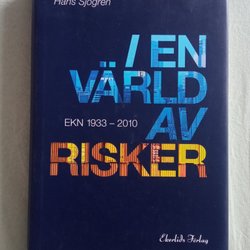 Hans Sjögren
I EN
VÄRLD
EKN 1933 – 2010 AV
RISKER
Ekerlids Förlag